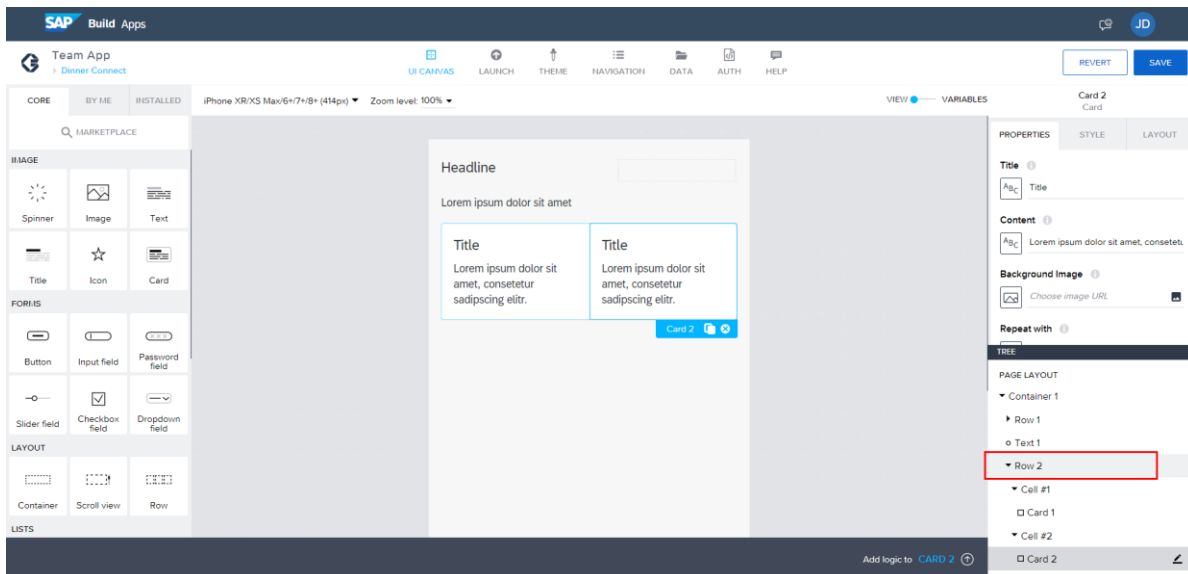 SAP Build Apps
JD
Team App
Dinner Connect
UI CANVAS
LAUNCH
THEME
NAVIGATION
DATA
AUTH
HELP
REVERT
SAVE
CORE
BY ME
INSTALLED
iPhone XR/XS Max/6+/7+/8+ (414px)
Zoom level: 100%
VIEW
VARIABLES
Card 2
Card
MARKETPLACE
PROPERTIES
STYLE
LAYOUT
IMAGE
Spinner
Image
Text
Title
Icon
Card
FORMS
Button
Input field
Password
field
Slider field
Checkbox
field
Dropdown
field
LAYOUT
Container
Scroll view
Row
LISTS
Headline
Lorem ipsum dolor sit amet
Title
Lorem ipsum dolor sit
amet, consetetur
sadipscing elitr.
Title
Lorem ipsum dolor sit
amet, consetetur
sadipscing elitr.
Card 2
Title
ABC Title
Content
ABC Lorem ipsum dolor sit amet, consetetu
Background Image
Choose image URL
Repeat with
TREE
PAGE LAYOUT
Container 1
Row 1
Text 1
Row 2
Cell #1
Card 1
Cell #2
Card 2
Add logic to CARD 2